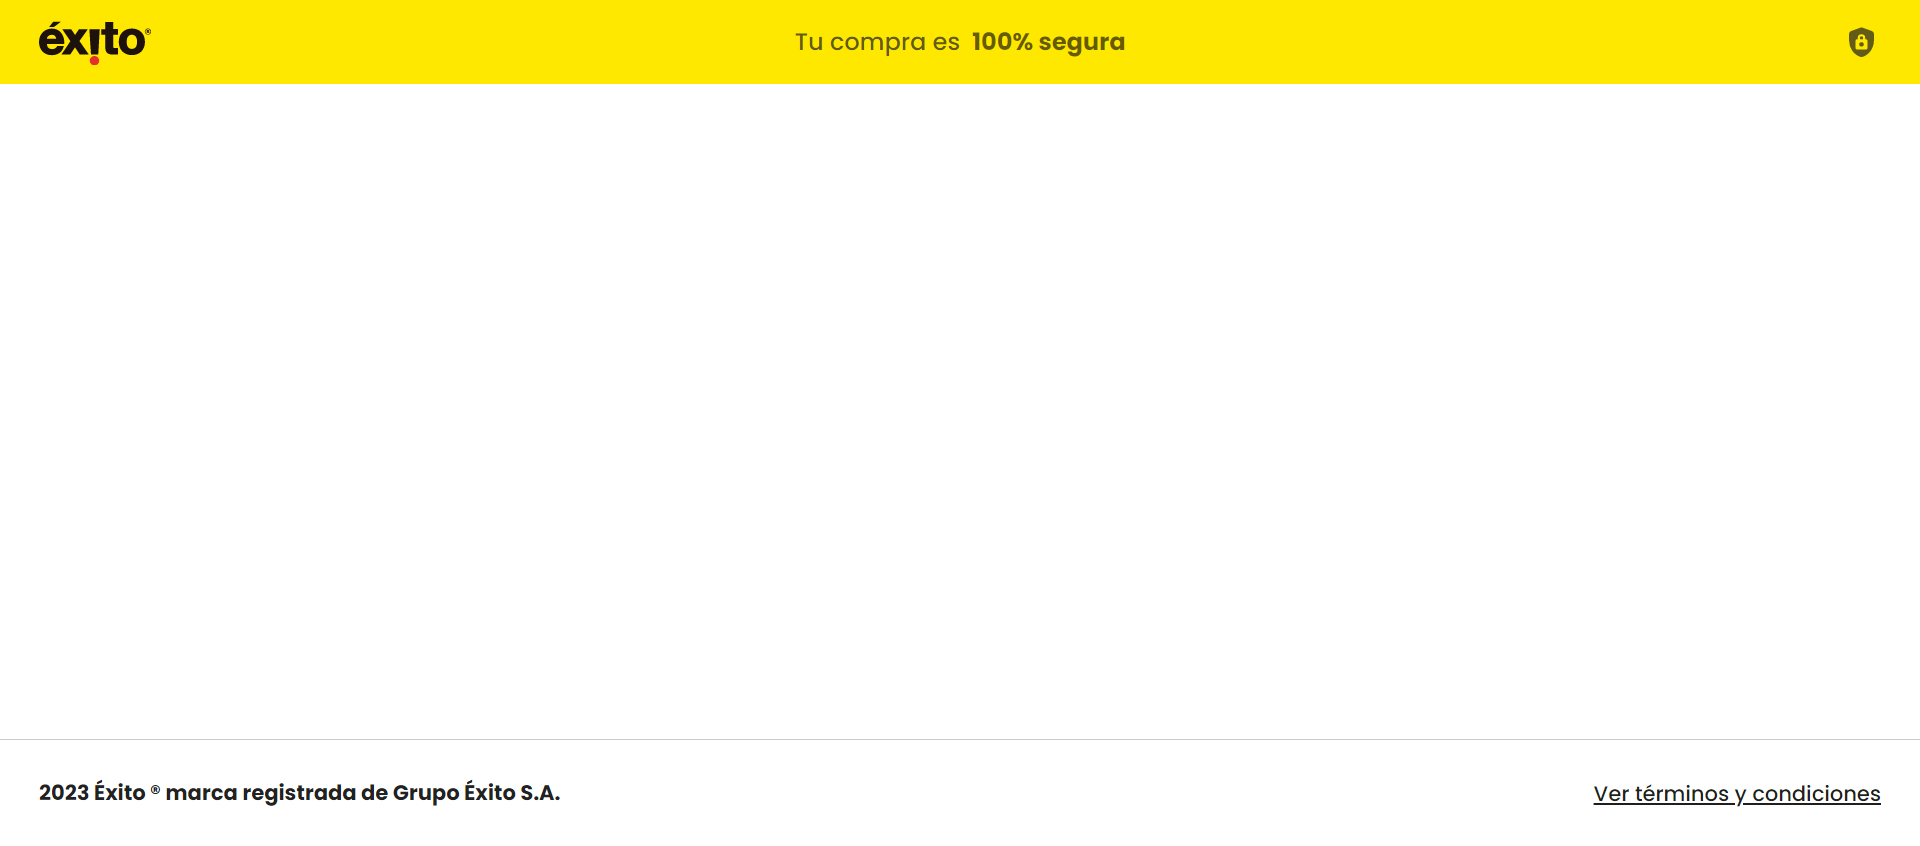 éxito®
Tu compra es 100% segura
2023 Éxito ® marca registrada de Grupo Éxito S.A.
Ver términos y condiciones